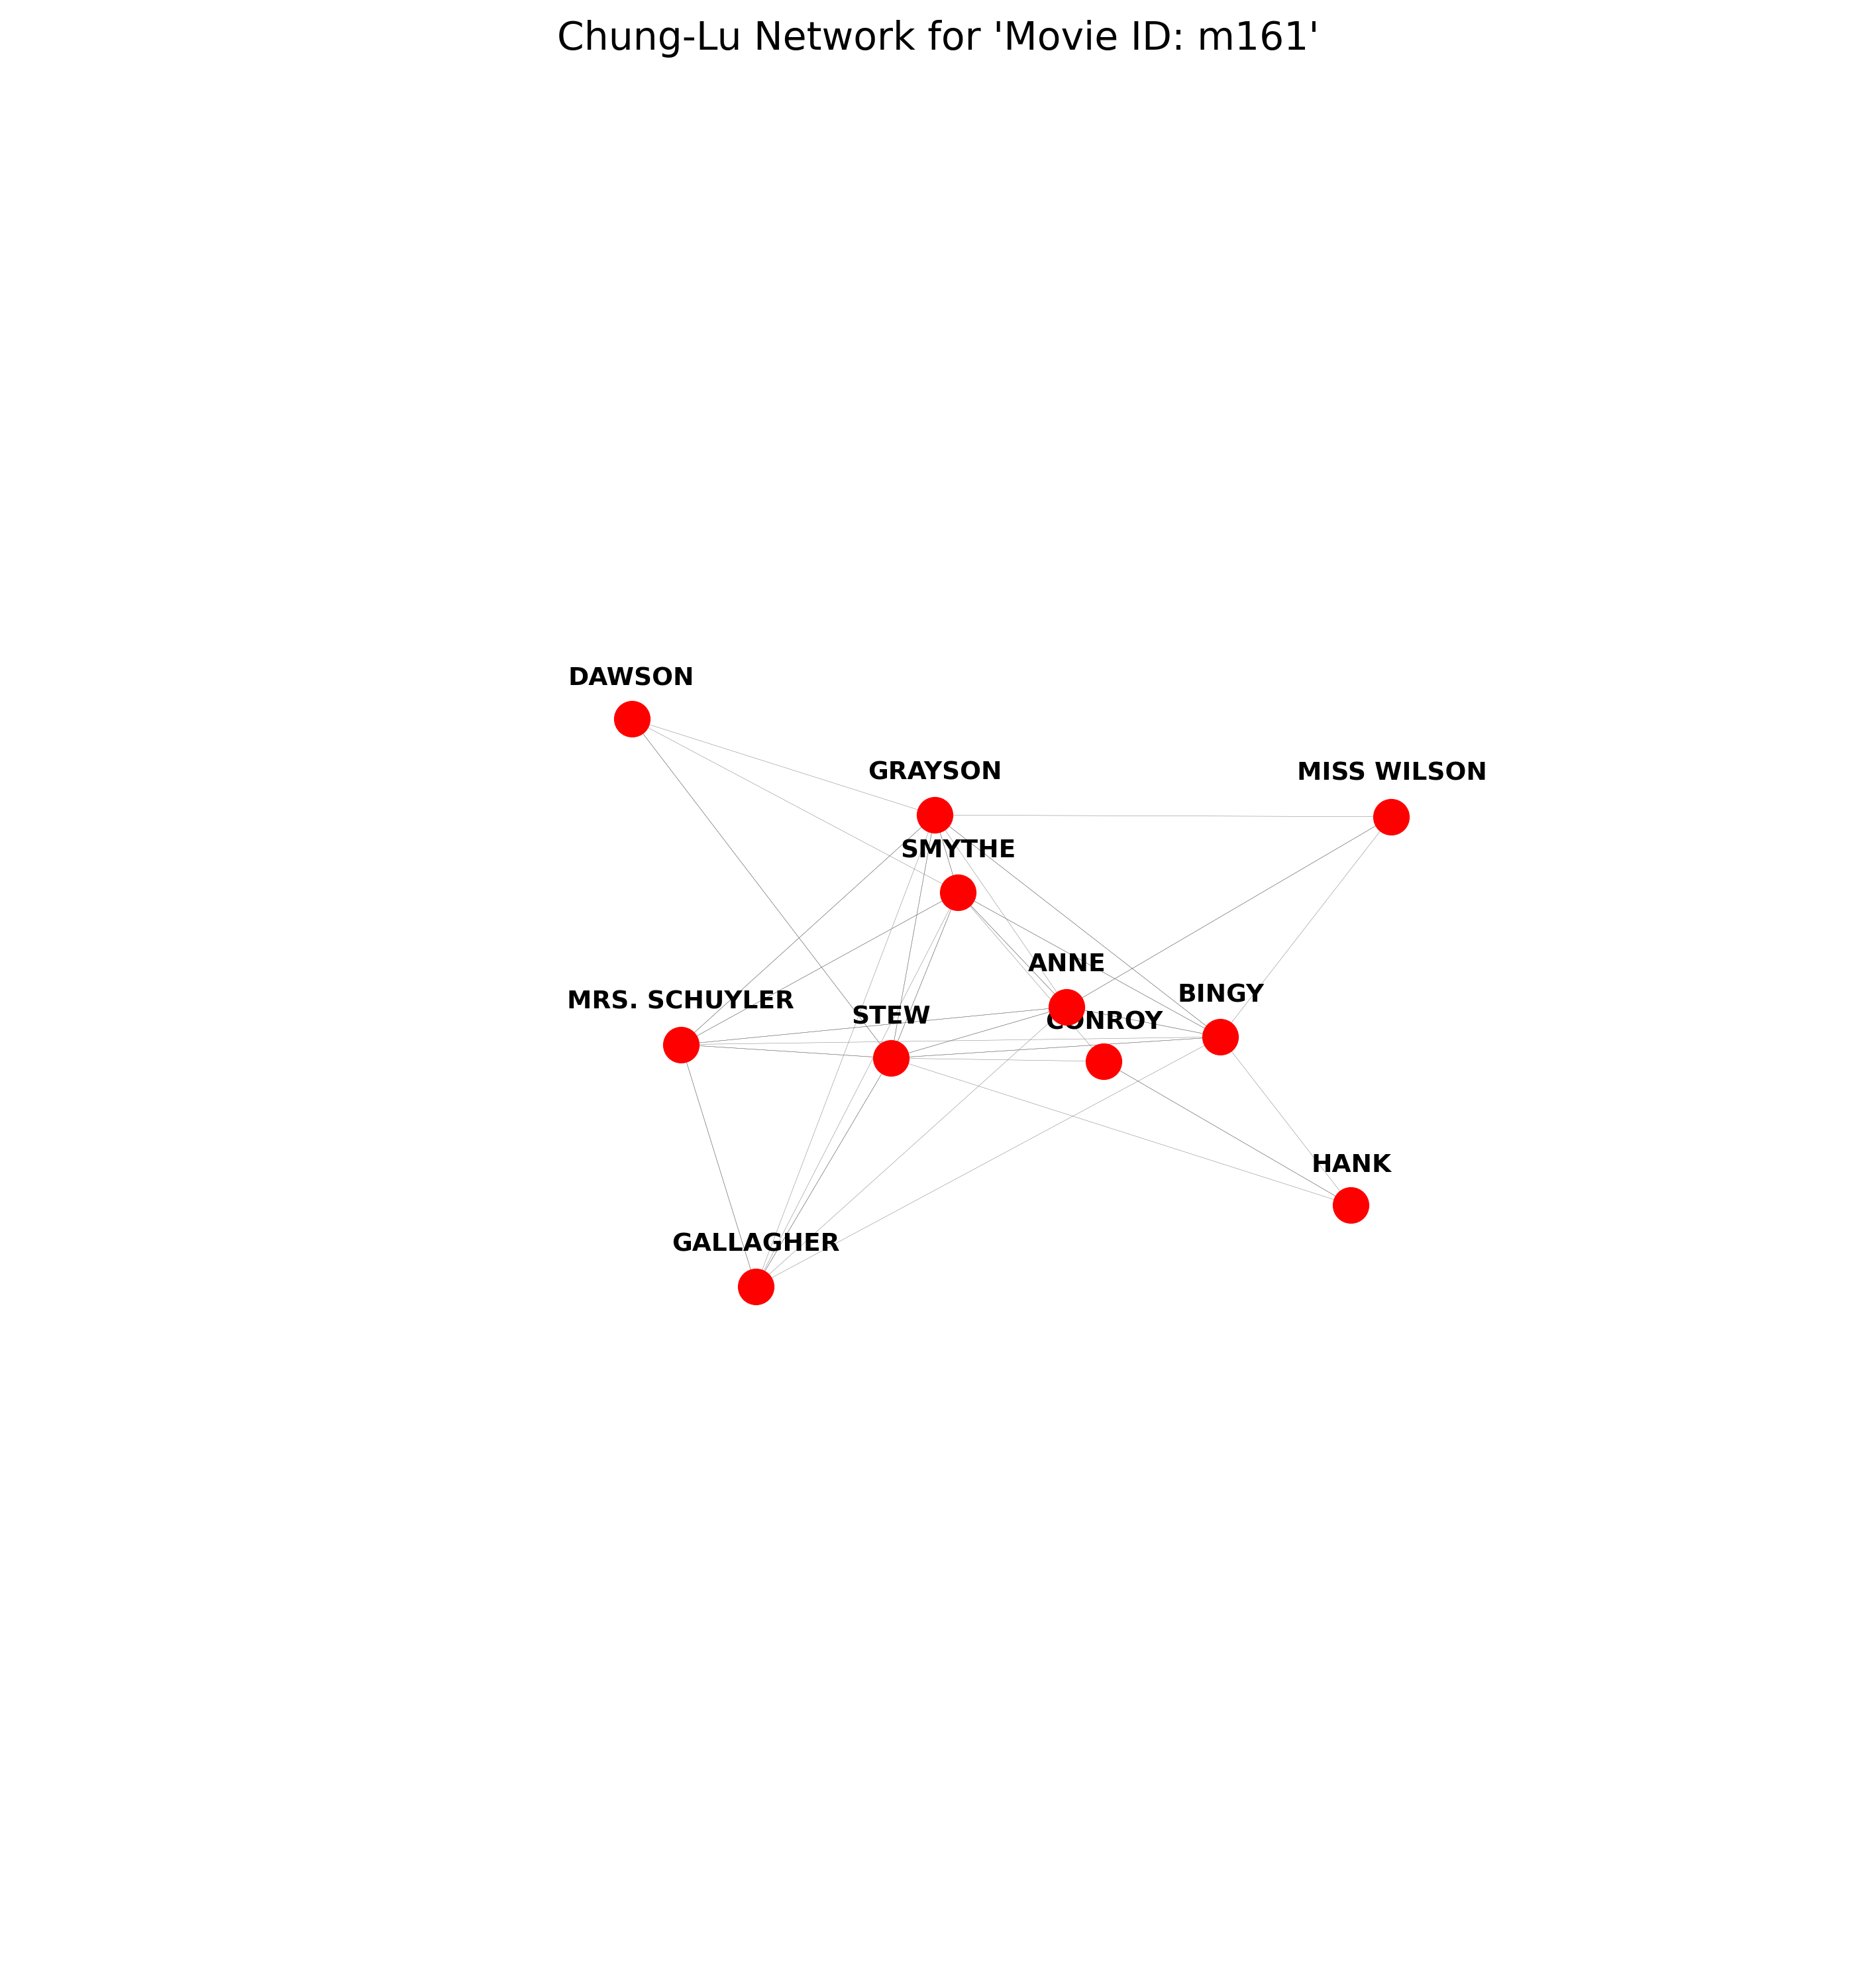 Chung-Lu Network for 'Movie ID: m161'
DAWSON
GRAYSON
MISS WILSON
SMYTHE
ANNE
BINGY
MRS. SCHUYLER
STEW
CONROY
HANK
GALLAGHER